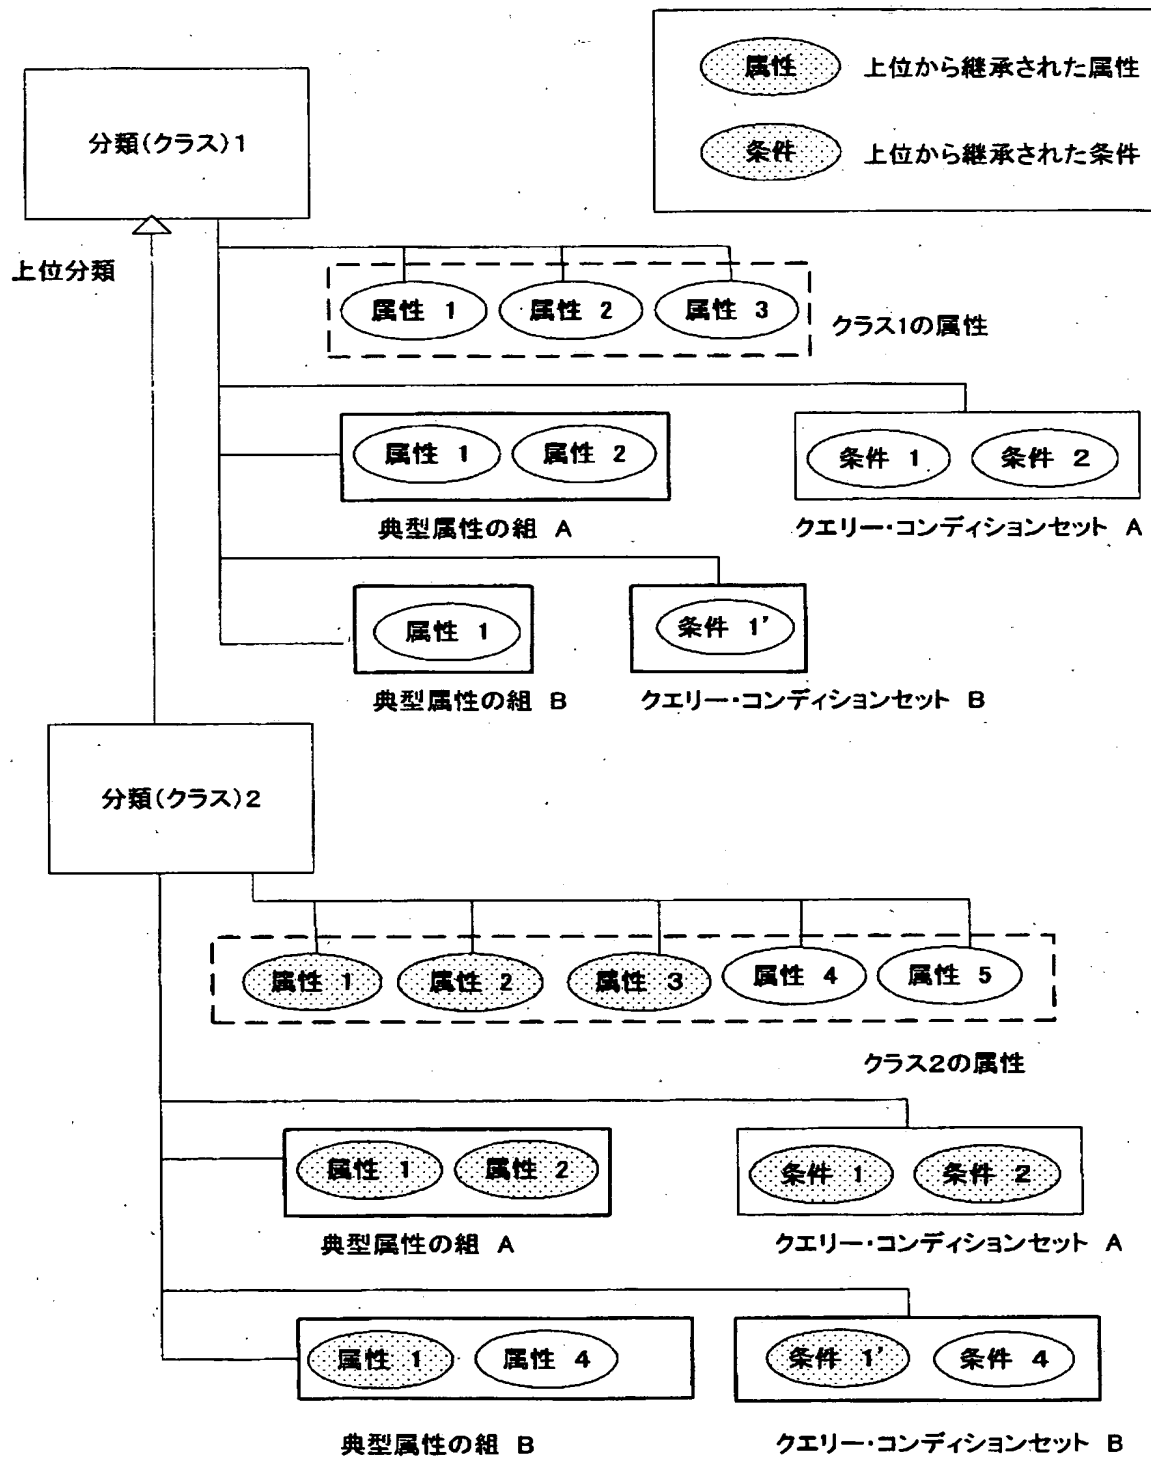 属性 上位から継承された属性
条件 上位から継承された条件
分類(クラス)1
上位分類
属性 1 属性 2 属性 3
クラス1の属性
属性 1 属性 2
条件 1 条件 2
典型属性の組 A
クエリー・コンディションセット A
属性 1
条件 1'
典型属性の組 B
クエリー・コンディションセット B
分類(クラス)2
属性 1 属性 2 属性 3 属性 4 属性 5
クラス2の属性
属性 1 属性 2
条件 1 条件 2
典型属性の組 A
クエリー・コンディションセット A
属性 1 属性 4
条件 1' 条件 4
典型属性の組 B
クエリー・コンディションセット B